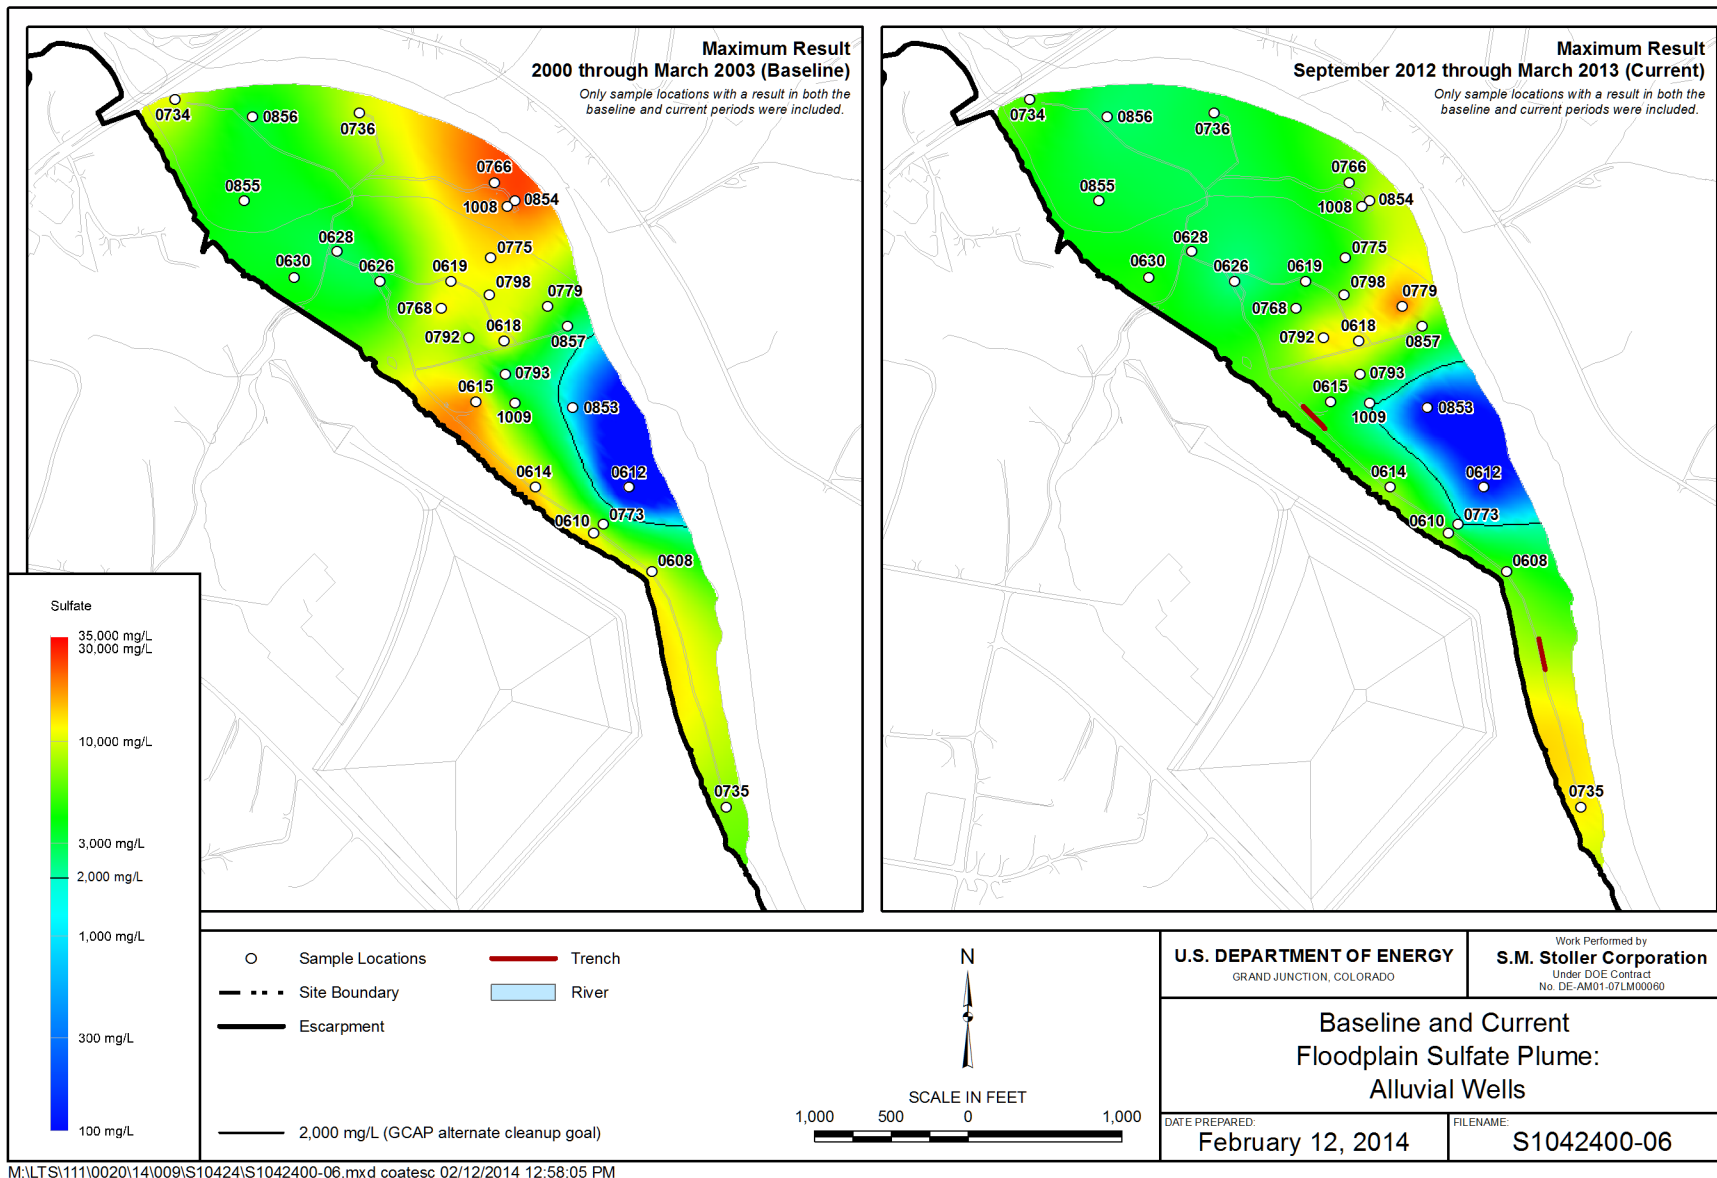 Maximum Result
2000 through March 2003 (Baseline)
Only sample locations with a result in both the
baseline and current periods were included.
0734
0856
0736
0766
0855
1008
0854
0628
0775
0630
0626
0619
0798
0779
0768
0792
0618
0857
0793
0615
1009
0853
0614
0612
0610
0773
0608
0735
Maximum Result
September 2012 through March 2013 (Current)
Only sample locations with a result in both the
baseline and current periods were included.
0734
0856
0736
0766
0855
1008
0854
0628
0775
0630
0626
0619
0798
0779
0768
0792
0618
0857
0793
0615
1009
0853
0614
0612
0610
0773
0608
0735
Sulfate
35,000 mg/L
30,000 mg/L
10,000 mg/L
3,000 mg/L
2,000 mg/L
1,000 mg/L
300 mg/L
100 mg/L
Sample Locations
Site Boundary
Escarpment
2,000 mg/L (GCAP alternate cleanup goal)
Trench
River
N
SCALE IN FEET
1,000 500 0 1,000
U.S. DEPARTMENT OF ENERGY
GRAND JUNCTION, COLORADO
Work Performed by
S.M. Stoller Corporation
Under DOE Contract
No. DE-AM01-07LM00060
Baseline and Current
Floodplain Sulfate Plume:
Alluvial Wells
DATE PREPARED:
February 12, 2014
FILENAME:
S1042400-06
M:\LTS\111\0020\14\009\S10424\S1042400-06.mxd coatesc 02/12/2014 12:58:05 PM